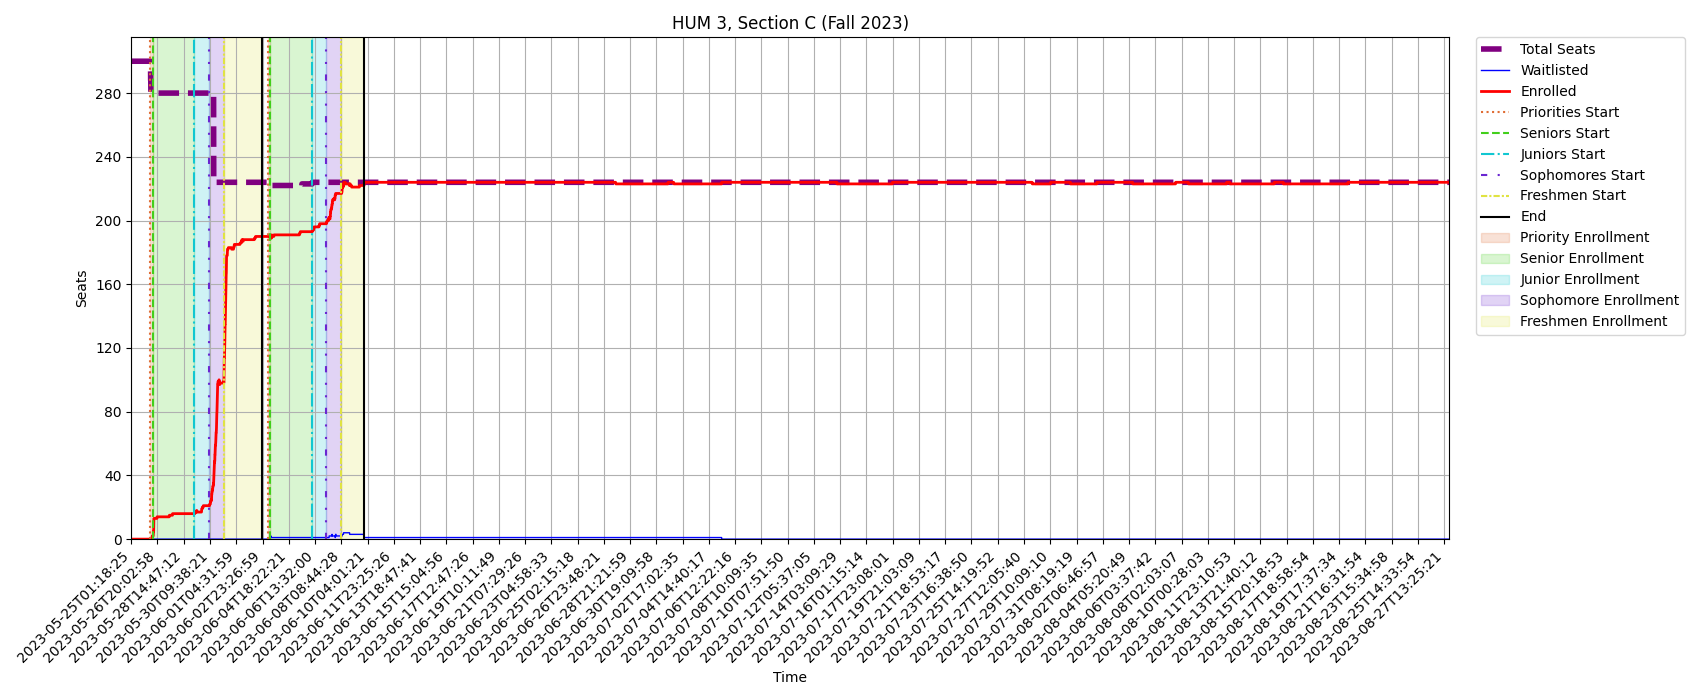 HUM 3, Section C (Fall 2023)
Seats
280
240
200
160
120
80
40
0
2023-05-25T01:18:25
2023-05-26T20:02:58
2023-05-28T14:47:12
2023-05-30T09:38:21
2023-06-01T04:31:59
2023-06-02T23:26:59
2023-06-04T18:22:21
2023-06-06T13:32:00
2023-06-08T08:44:28
2023-06-10T04:01:21
2023-06-11T23:25:26
2023-06-13T18:47:41
2023-06-15T15:04:56
2023-06-17T12:47:26
2023-06-19T10:11:49
2023-06-21T07:29:26
2023-06-23T04:58:33
2023-06-25T02:15:18
2023-06-26T23:48:21
2023-06-28T21:21:59
2023-06-30T19:09:58
2023-07-02T17:02:35
2023-07-04T14:40:17
2023-07-06T12:22:16
2023-07-08T10:09:35
2023-07-10T07:51:50
2023-07-12T05:37:05
2023-07-14T03:09:29
2023-07-16T01:15:14
2023-07-17T23:08:01
2023-07-19T21:03:09
2023-07-21T18:53:17
2023-07-23T16:38:50
2023-07-25T14:19:52
2023-07-27T12:05:40
2023-07-29T10:09:10
2023-07-31T08:19:19
2023-08-02T06:46:57
2023-08-04T05:20:49
2023-08-06T03:37:42
2023-08-08T02:03:07
2023-08-10T00:28:03
2023-08-11T23:10:53
2023-08-13T21:40:12
2023-08-15T20:18:53
2023-08-17T18:58:54
2023-08-19T17:37:34
2023-08-21T16:31:54
2023-08-23T15:34:58
2023-08-25T14:33:54
2023-08-27T13:25:21
Time
Total Seats
Waitlisted
Enrolled
Priorities Start
Seniors Start
Juniors Start
Sophomores Start
Freshmen Start
End
Priority Enrollment
Senior Enrollment
Junior Enrollment
Sophomore Enrollment
Freshmen Enrollment